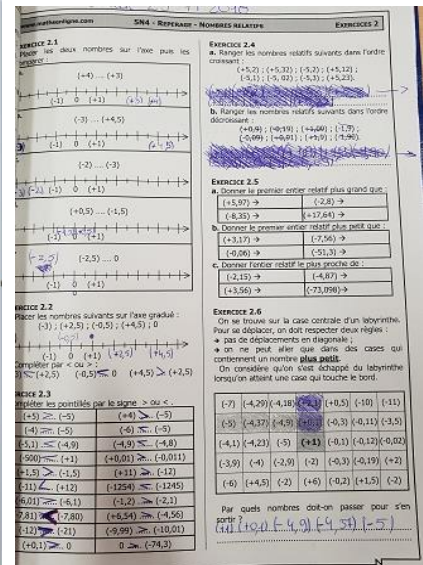 www.mathsenligne.com 5N4 - REPERAGE - NOMBRES RELATIFS EXERCICES 2
EXERCICE 2.1
Placer les deux nombres sur l'axe puis les
comparer :
(+4) .... (+3)
(-1) 0 (+1) (+3) (+4)
(-3) .... (+4,5)
(-1) 0 (+1) (+4,5)
(-2) .... (-3)
(-2) (-1) 0 (+1)
(+0,5) .... (-1,5)
(-1) 0 (+1)
(-2,5) .... 0
(-2,5) (-1) 0 (+1)
EXERCICE 2.2
Placer les nombres suivants sur l'axe gradué :
(-3) ; (+2,5) ; (-0,5) ; (+4,5) ; 0
(-1) 0 (+1) (+2,5) (+4,5)
Compléter par < ou > :
(+2,5) (-0,5) < 0 (+4,5) > (+2,5)
EXERCICE 2.3
Compléter les pointillés par le signe > ou < .
(+5) > (-5) (+4) > (-5)
(-4) (-5) (-6) (-5)
(-5,1) < (-4,9) (-4,9) (-4,8)
(-500) (+1) (+0,01) > (-0,011)
(+1,5) > (-1,5) (+11) > (-12)
(-11) < (+12) (-1254) < (-1245)
(-6,01) (-6,1) (-1,2) > (-2,1)
(-7,81) (-7,80) (+6,54) > (-4,56)
(-12) (-21) (-9,99) (-10,01)
(+0,1) > 0 0 (-74,3)
EXERCICE 2.4
a. Ranger les nombres relatifs suivants dans l'ordre
croissant :
(+5,2) ; (+5,32) ; (-5,2) ; (+5,12) ;
(-5,1) ; (-5,02) ; (-5,3) ; (+5,23).
b. Ranger les nombres relatifs suivants dans l'ordre
décroissant :
(+0,9) ; (-0,19) ; (+1,00) ; (-1,9) ;
(-0,09) ; (+0,01) ; (+1,9) ; (-1,90).
EXERCICE 2.5
a. Donner le premier entier relatif plus grand que :
(+5,97) → (-2,8) →
(-8,35) → (+17,64) →
b. Donner le premier entier relatif plus petit que :
(+3,17) → (-7,56) →
(-0,06) → (-51,3) →
c. Donner l'entier relatif le plus proche de :
(-2,15) → (-4,87) →
(+3,56) → (-73,098) →
EXERCICE 2.6
On se trouve sur la case centrale d'un labyrinthe.
Pour se déplacer, on doit respecter deux règles :
→ pas de déplacements en diagonale ;
→ on ne peut aller que dans des cases qui
contiennent un nombre plus petit.
On considère qu'on s'est échappé du labyrinthe
lorsqu'on atteint une case qui touche le bord.
(-7) (-4,29) (-4,18) (+0,5) (-10) (-11)
(-5) (-4,37) (-4,9) (-0,3) (-0,11) (-3,5)
(-4,1) (-4,23) (-5) (+1) (-0,1) (-0,12) (-0,02)
(-3,9) (-4) (-2,9) (-2) (-0,3) (-0,19) (+2)
(-6) (+4,5) (-2) (+6) (-0,2) (+1,5) (-2)
Par quels nombres doit-on passer pour s'en
sortir ?
(+1) (+0,1) (-4,9) (-4,37) (-5)